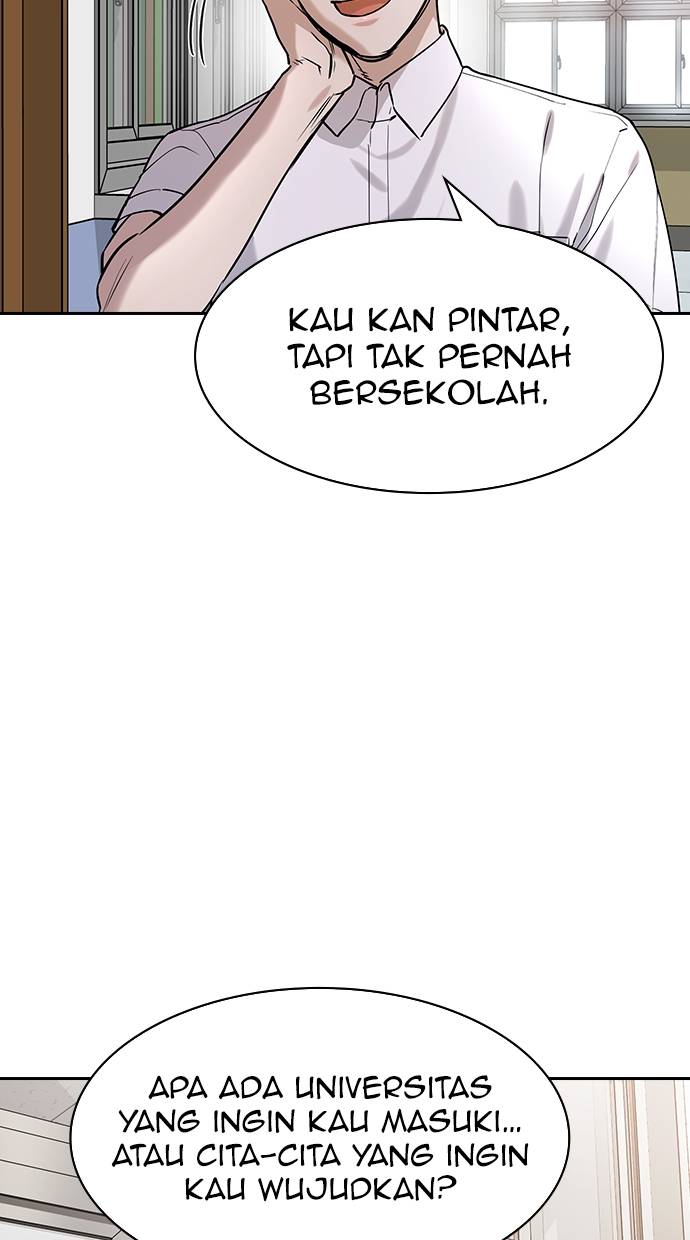 KAU KAN PINTAR,
TAPI TAK PERNAH
BERSEKOLAH.
APA ADA UNIVERSITAS
YANG INGIN KAU MASUKI...
ATAU CITA-CITA YANG INGIN
KAU WUJUDKAN?